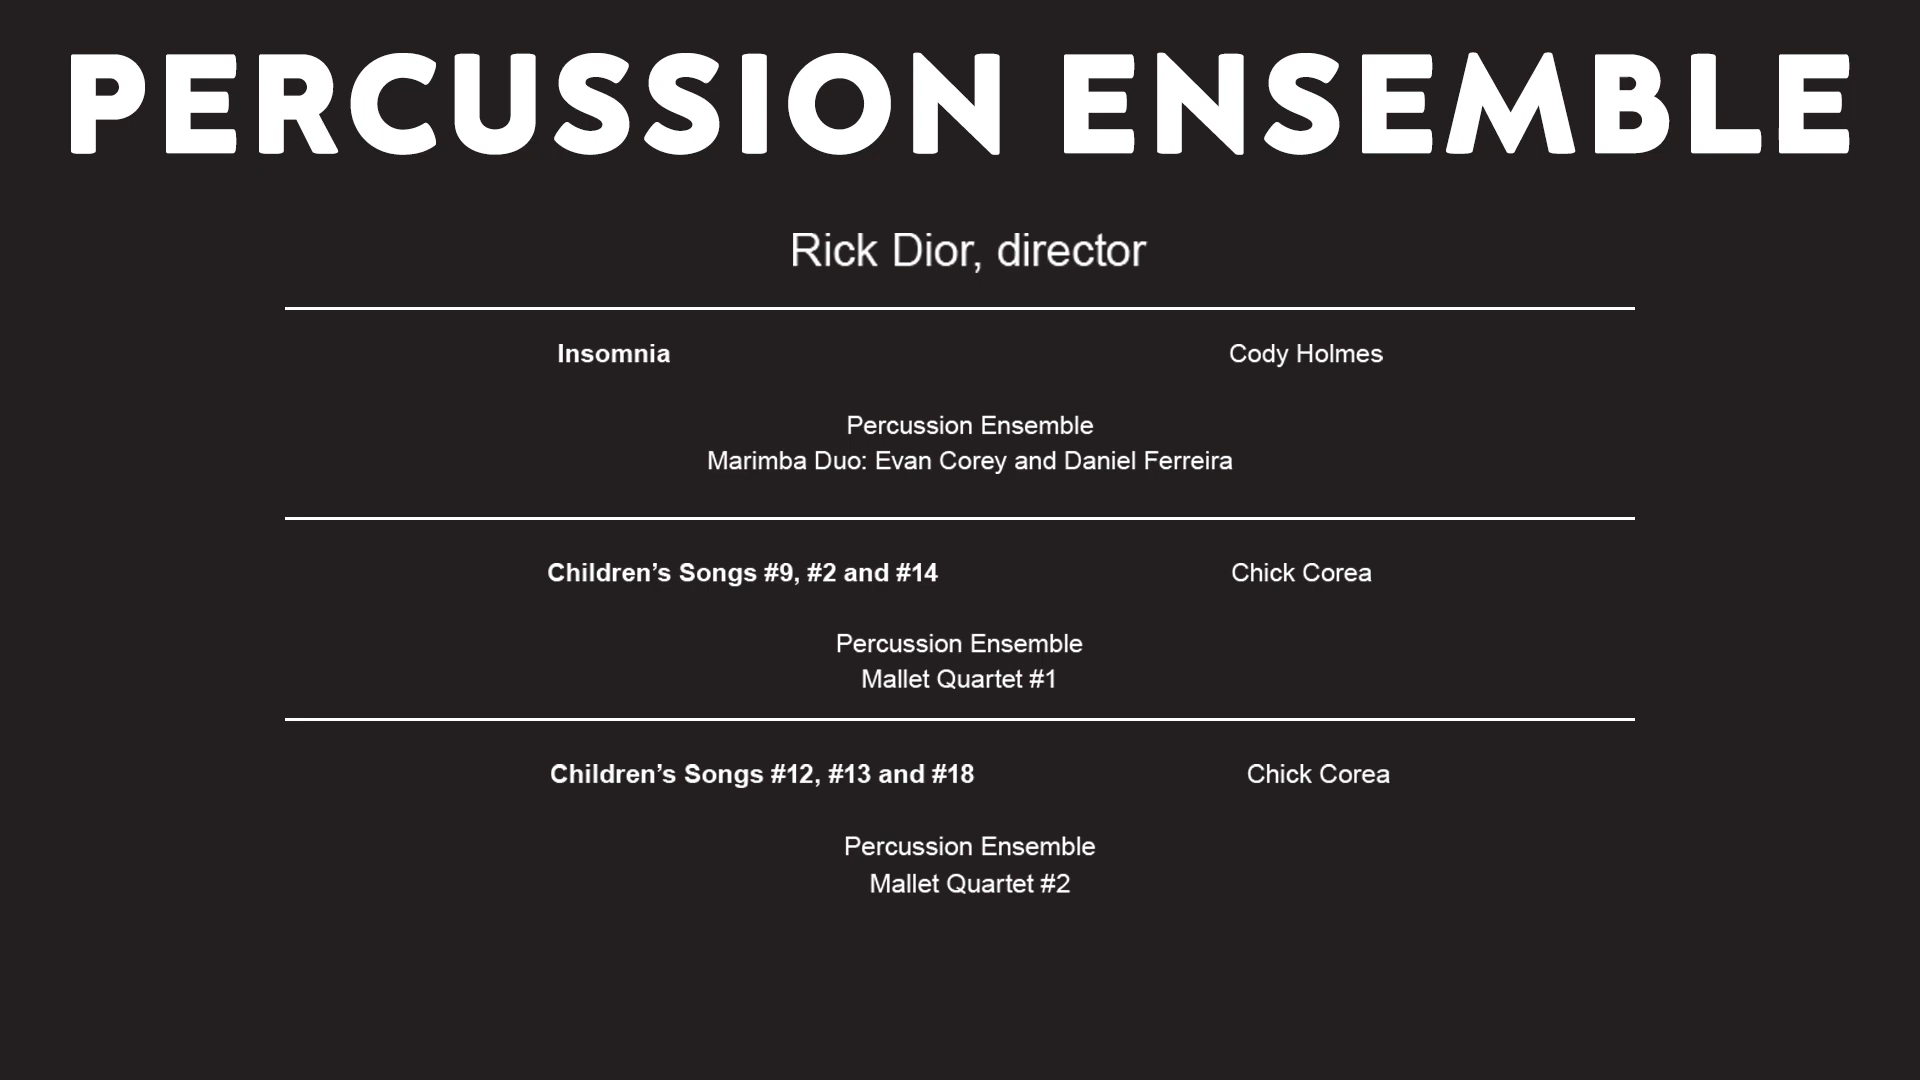 PERCUSSION ENSEMBLE
Rick Dior, director
Insomnia Cody Holmes
Percussion Ensemble
Marimba Duo: Evan Corey and Daniel Ferreira
Children’s Songs #9, #2 and #14 Chick Corea
Percussion Ensemble
Mallet Quartet #1
Children’s Songs #12, #13 and #18 Chick Corea
Percussion Ensemble
Mallet Quartet #2